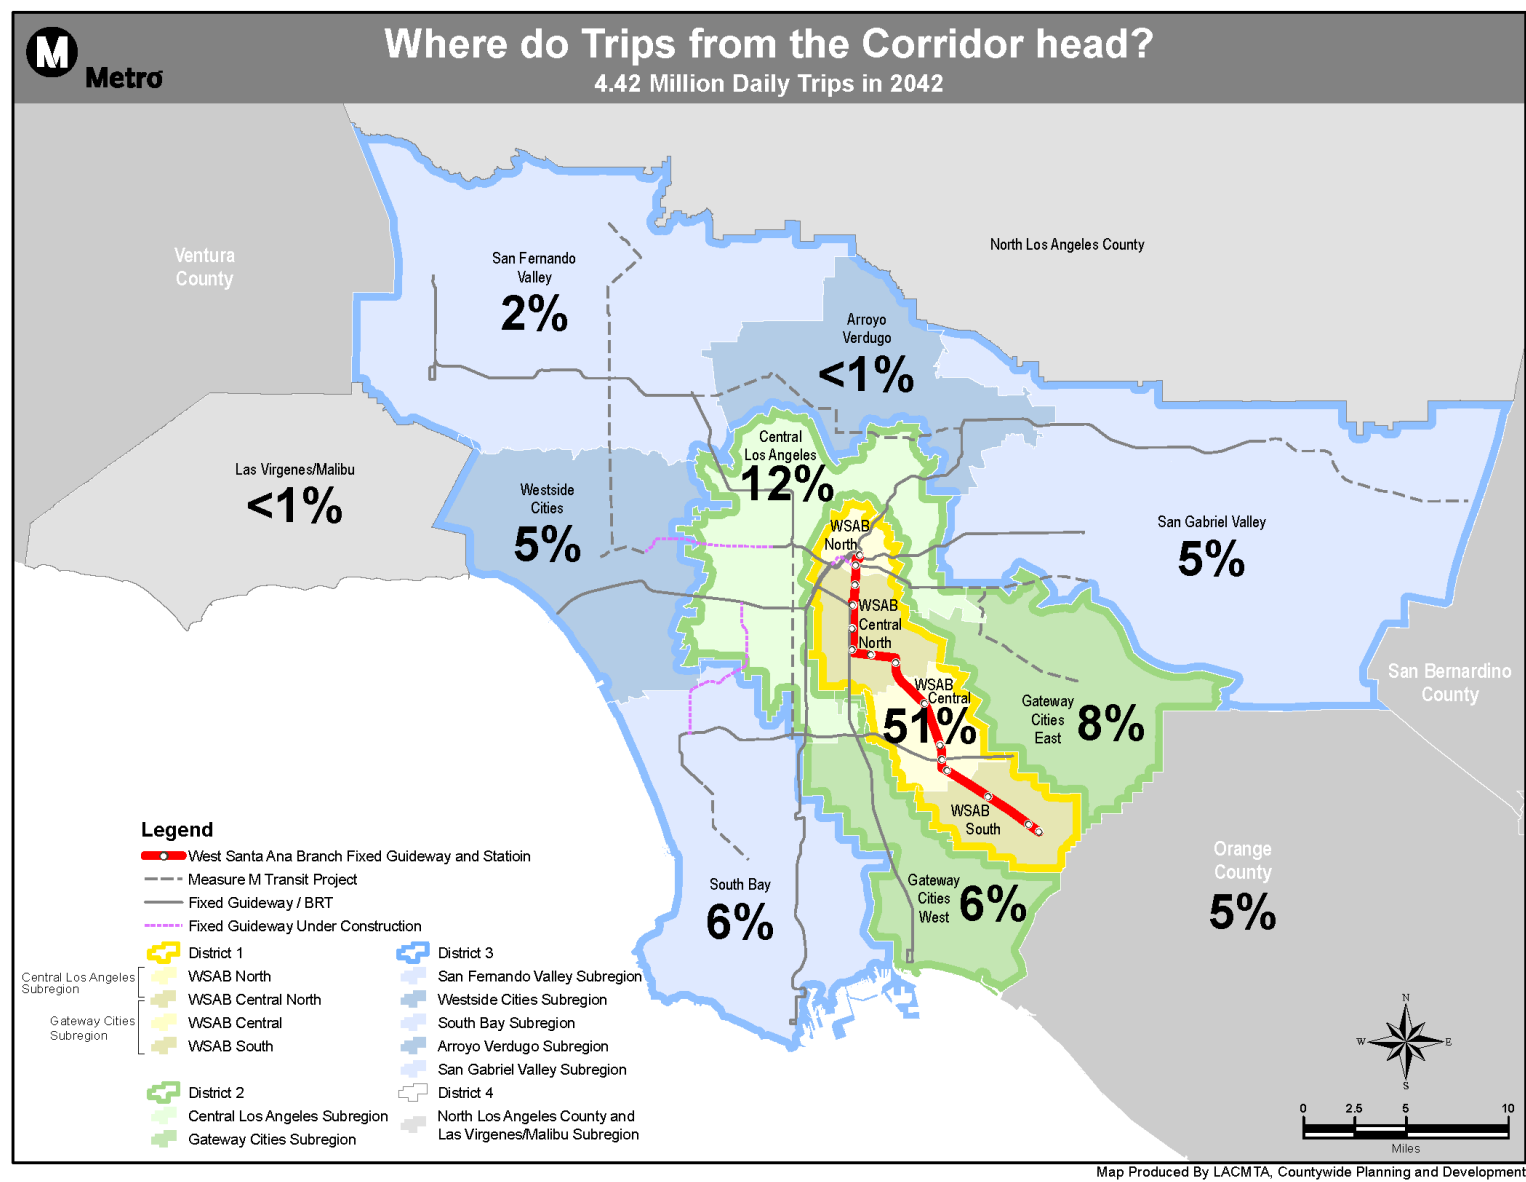 Where do Trips from the Corridor head?
4.42 Million Daily Trips in 2042
M
Metro
Ventura
County
North Los Angeles County
San Fernando
Valley
2%
Arroyo
Verdugo
<1%
Las Virgenes/Malibu
<1%
Westside
Cities
5%
Central
Los Angeles
12%
WSAB
North
San Gabriel Valley
5%
WSAB
Central
North
WSAB
Central
51%
Gateway
Cities
East
8%
San Bernardino
County
WSAB
South
South Bay
6%
Gateway
Cities
West
6%
Orange
County
5%
Legend
West Santa Ana Branch Fixed Guideway and Statioin
Measure M Transit Project
Fixed Guideway / BRT
Fixed Guideway Under Construction
District 1
Central Los Angeles
Subregion
WSAB North
WSAB Central North
Gateway Cities
Subregion
WSAB Central
WSAB South
District 2
Central Los Angeles Subregion
Gateway Cities Subregion
District 3
San Fernando Valley Subregion
Westside Cities Subregion
South Bay Subregion
Arroyo Verdugo Subregion
San Gabriel Valley Subregion
District 4
North Los Angeles County and
Las Virgenes/Malibu Subregion
N
W
E
S
0 2.5 5 10
Miles
Map Produced By LACMTA, Countywide Planning and Development